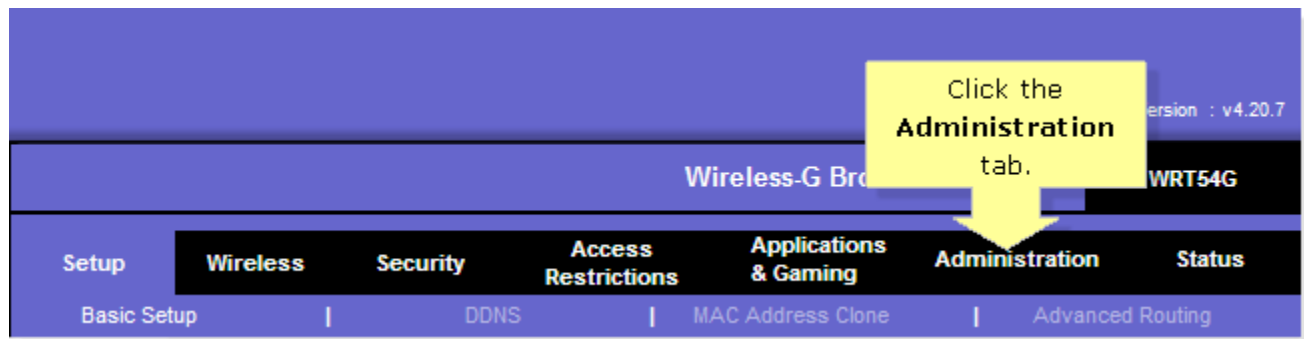 Click the
Administration
tab.
ersion : v4.20.7
Wireless-G Bro
WRT54G
Setup
Wireless
Security
Access
Restrictions
Applications
& Gaming
Administration
Status
Basic Setup | DDNS | MAC Address Clone | Advanced Routing